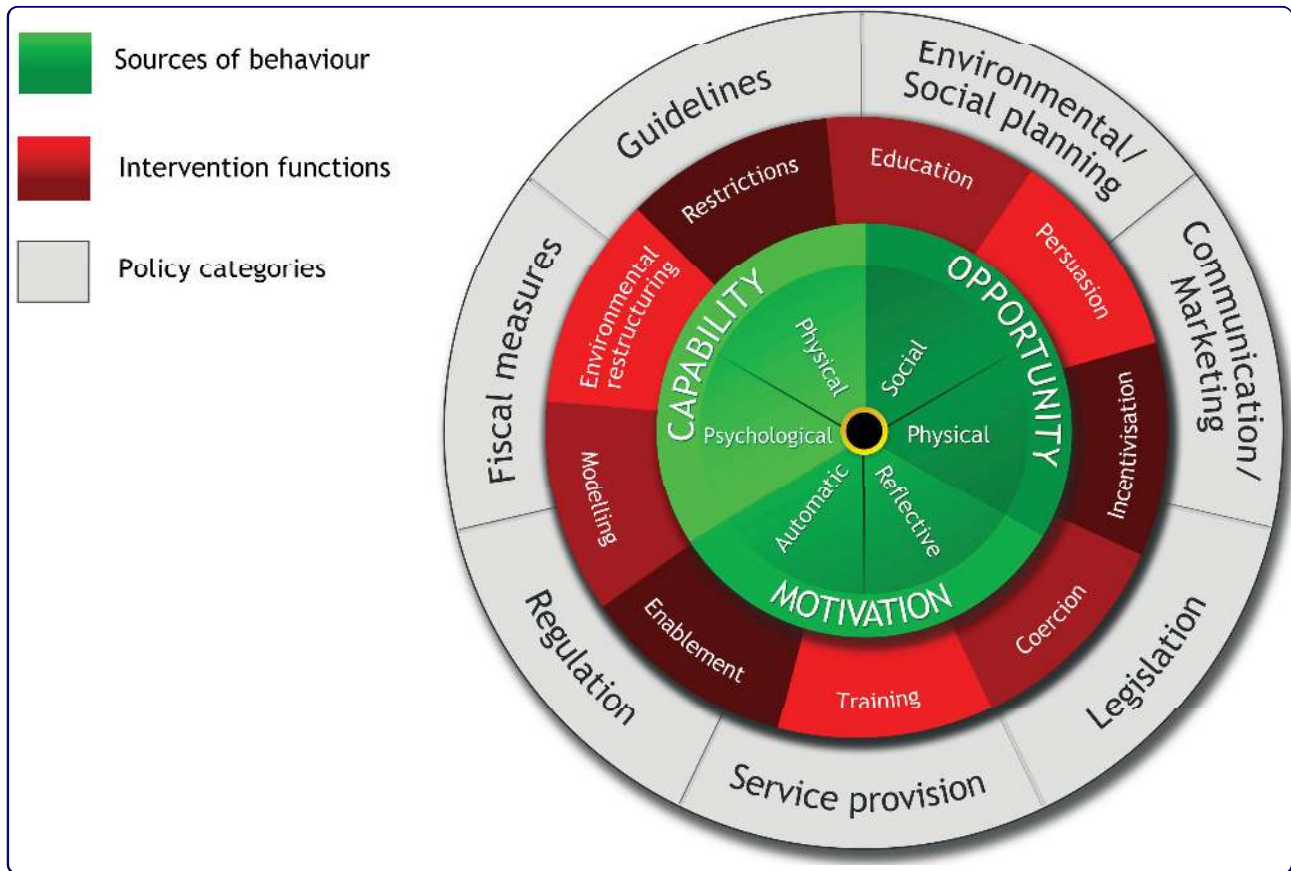 Sources of behaviour
Intervention functions
Policy categories
Guidelines
Environmental/
Social planning
Communication/
Marketing
Legislation
Service provision
Regulation
Fiscal measures
Restrictions
Education
Persuasion
Incentivisation
Coercion
Training
Enablement
Modelling
Environmental
restructuring
CAPABILITY
OPPORTUNITY
MOTIVATION
Physical
Social
Physical
Reflective
Automatic
Psychological